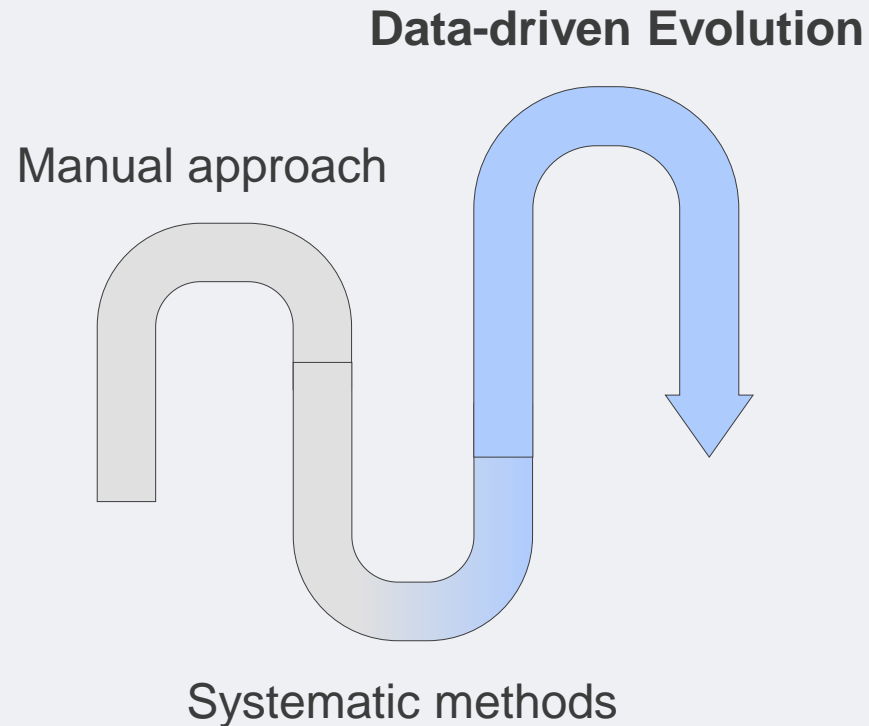 Data-driven Evolution
Manual approach
Systematic methods